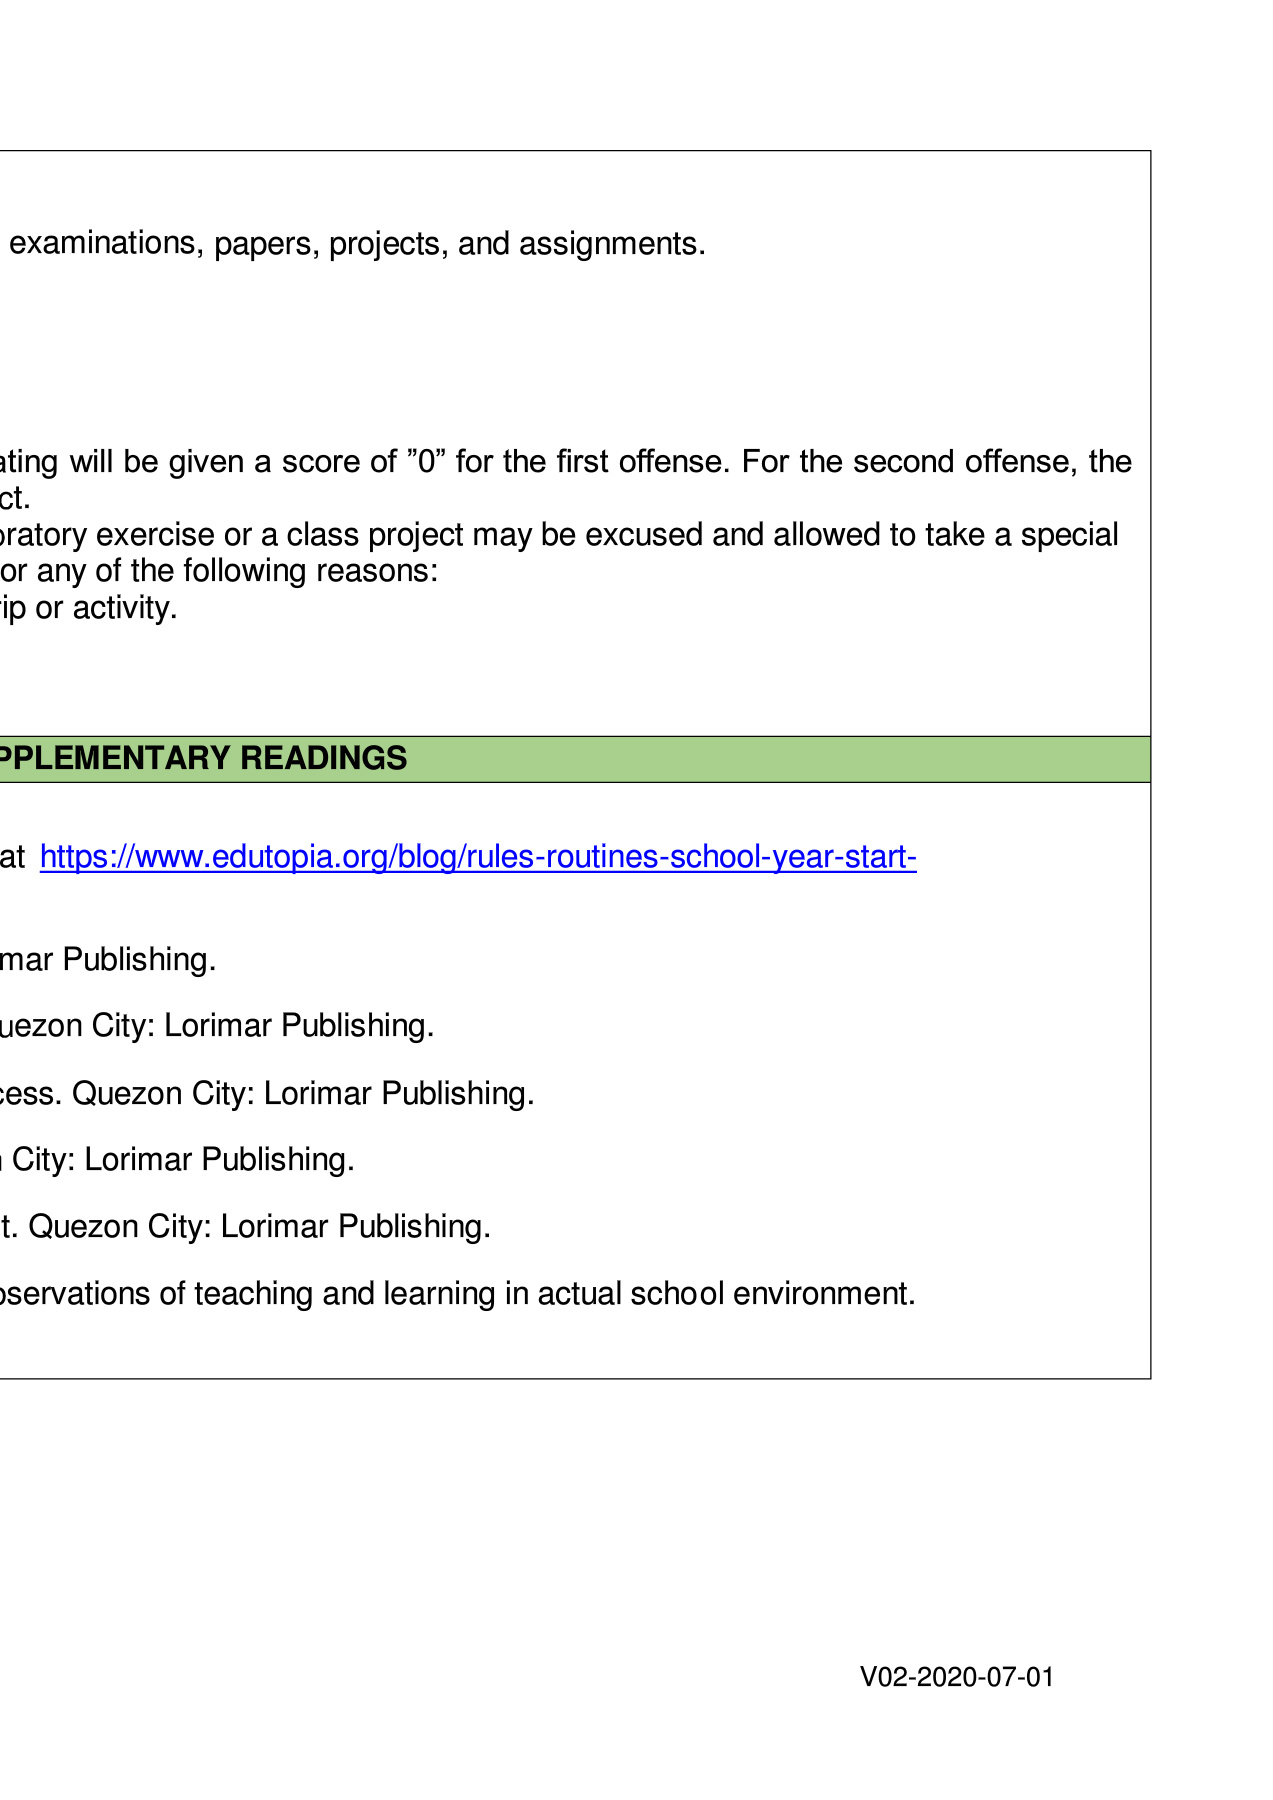 examinations, papers, projects, and assignments.
ating will be given a score of ”0” for the first offense. For the second offense, the
ct.
oratory exercise or a class project may be excused and allowed to take a special
or any of the following reasons:
rip or activity.
PPLEMENTARY READINGS
at https://www.edutopia.org/blog/rules-routines-school-year-start-
mar Publishing.
uezon City: Lorimar Publishing.
cess. Quezon City: Lorimar Publishing.
n City: Lorimar Publishing.
t. Quezon City: Lorimar Publishing.
bservations of teaching and learning in actual school environment.
V02-2020-07-01